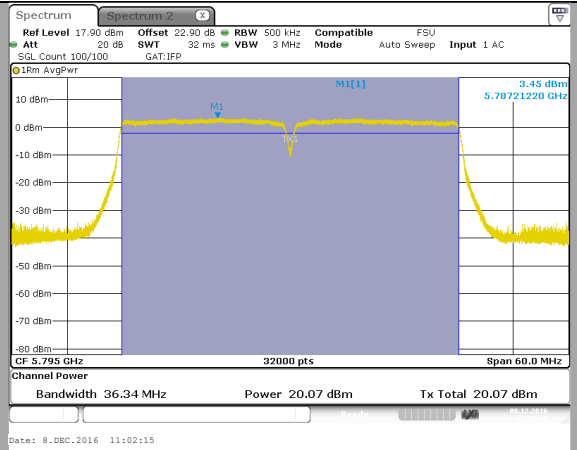 Spectrum Spectrum 2 X
Ref Level 17.90 dBm Offset 22.90 dB RBW 500 kHz Compatible FSU
Att 20 dB SWT 32 ms VBW 3 MHz Mode Auto Sweep Input 1 AC
SGL Count 100/100 GAT:IFP
1Rm AvgPwr
M1[1] 3.45 dBm
5.78721220 GHz
10 dBm
M1
0 dBm
TX1
-10 dBm
-20 dBm
-30 dBm
-50 dBm
-60 dBm
-70 dBm
-80 dBm
CF 5.795 GHz 32000 pts Span 60.0 MHz
Channel Power
Bandwidth 36.34 MHz Power 20.07 dBm Tx Total 20.07 dBm
Ready 08.12.2016
Date: 8.DEC.2016 11:02:15